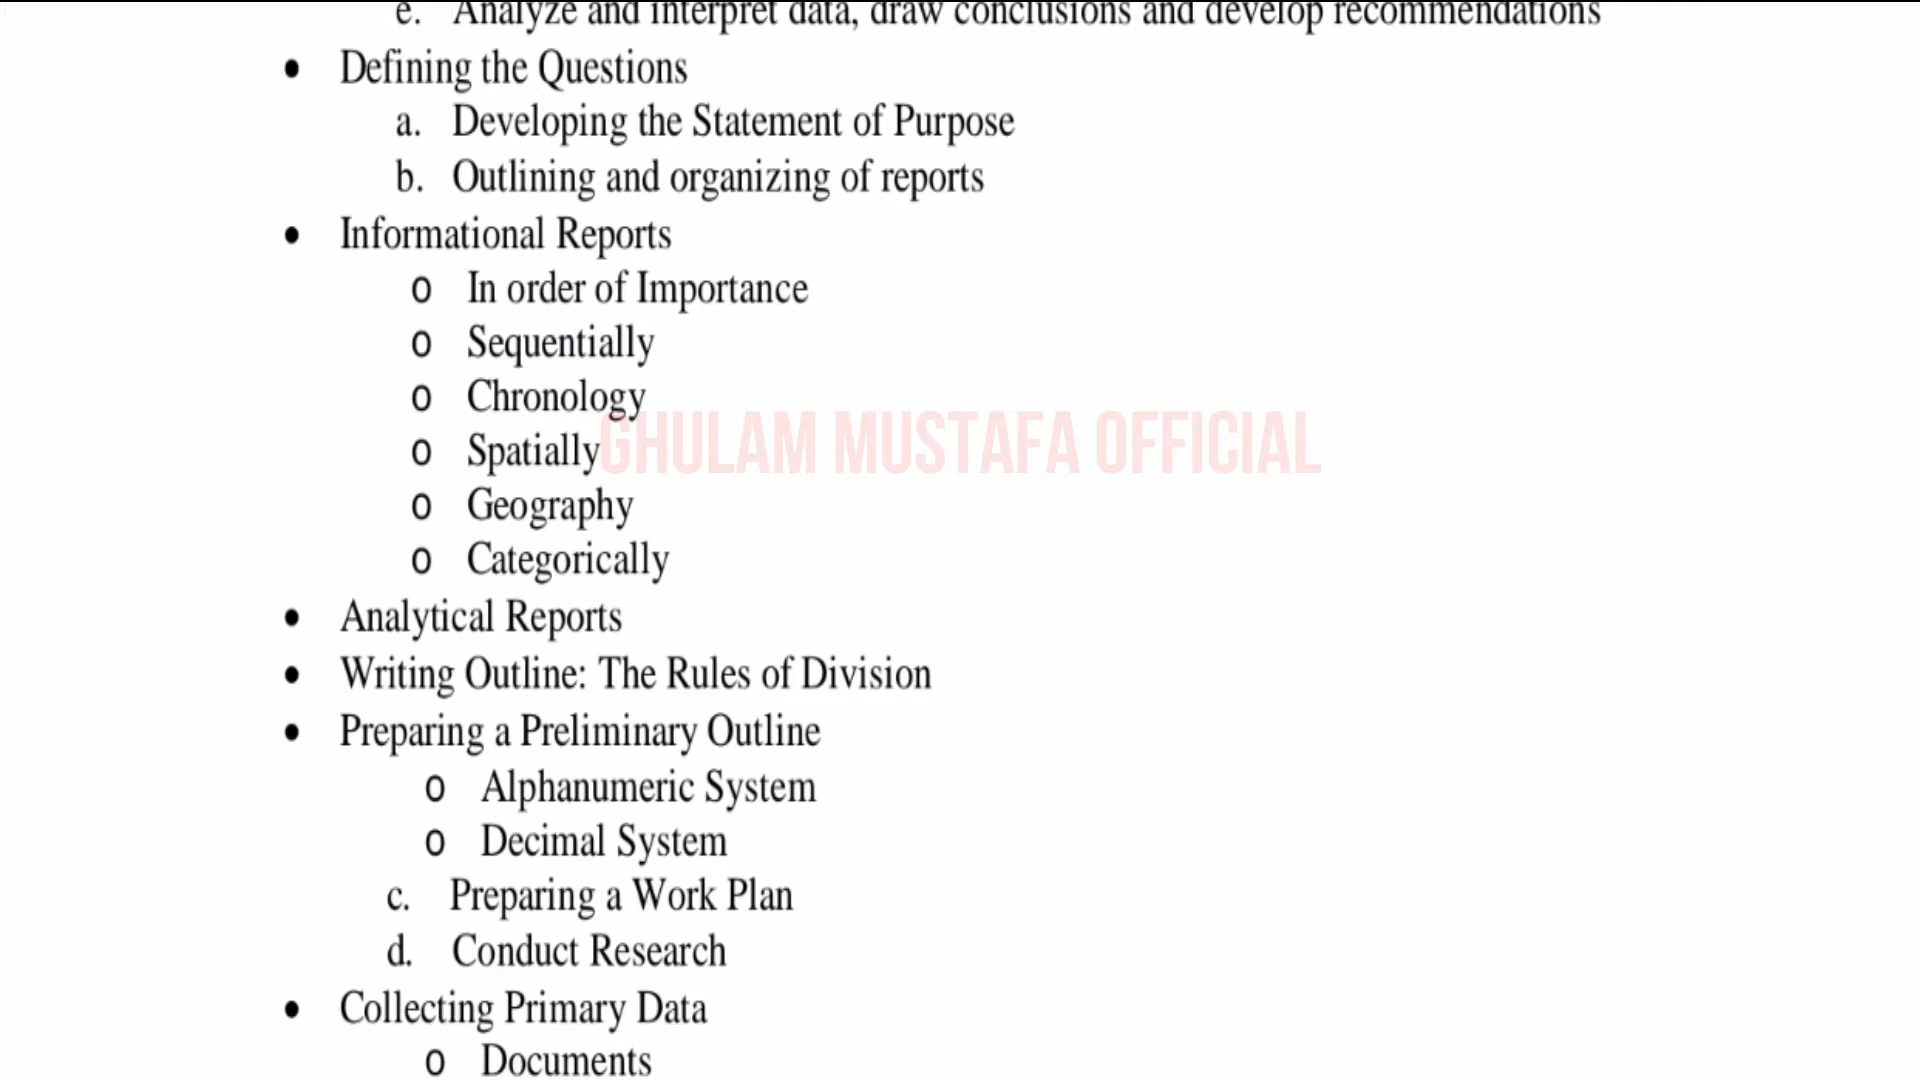 e. Analyze and interpret data, draw conclusions and develop recommendations
• Defining the Questions
a. Developing the Statement of Purpose
b. Outlining and organizing of reports
• Informational Reports
o In order of Importance
o Sequentially
o Chronology
o Spatially
GHULAM MUSTAFA OFFICIAL
o Geography
o Categorically
• Analytical Reports
• Writing Outline: The Rules of Division
• Preparing a Preliminary Outline
o Alphanumeric System
o Decimal System
c. Preparing a Work Plan
d. Conduct Research
• Collecting Primary Data
o Documents